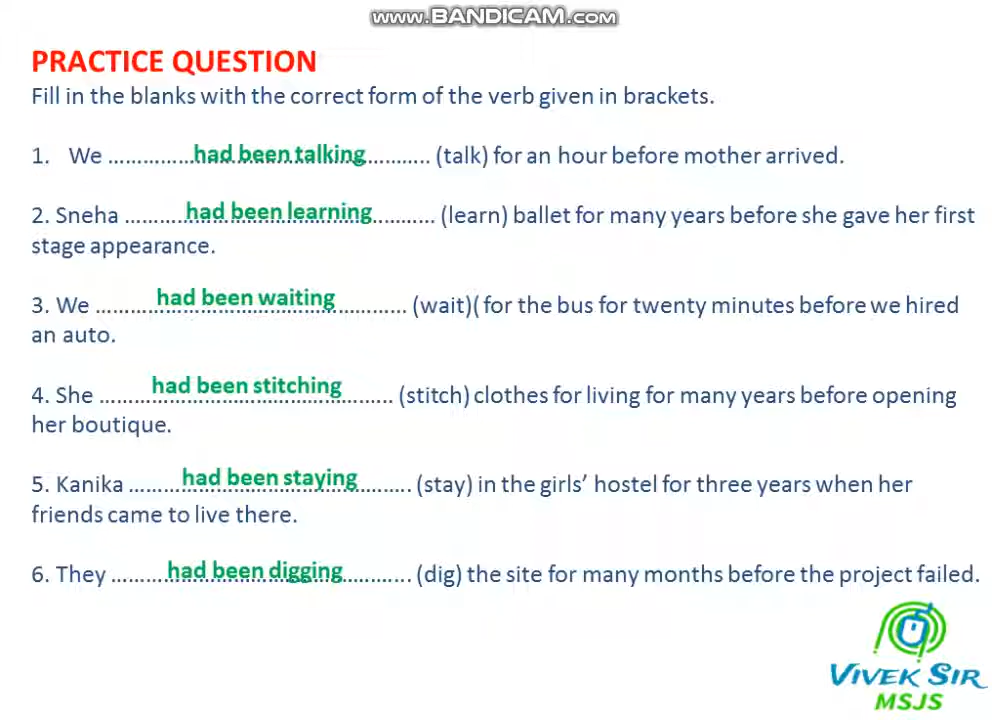 www.BANDICAM.com
PRACTICE QUESTION
Fill in the blanks with the correct form of the verb given in brackets.
1. We ...............had been talking........... (talk) for an hour before mother arrived.
2. Sneha ..........had been learning........... (learn) ballet for many years before she gave her first
stage appearance.
3. We ...........had been waiting............ (wait)( for the bus for twenty minutes before we hired
an auto.
4. She .........had been stitching......... (stitch) clothes for living for many years before opening
her boutique.
5. Kanika .........had been staying......... (stay) in the girls’ hostel for three years when her
friends came to live there.
6. They .........had been digging............ (dig) the site for many months before the project failed.
VIVEK SIR
MSJS